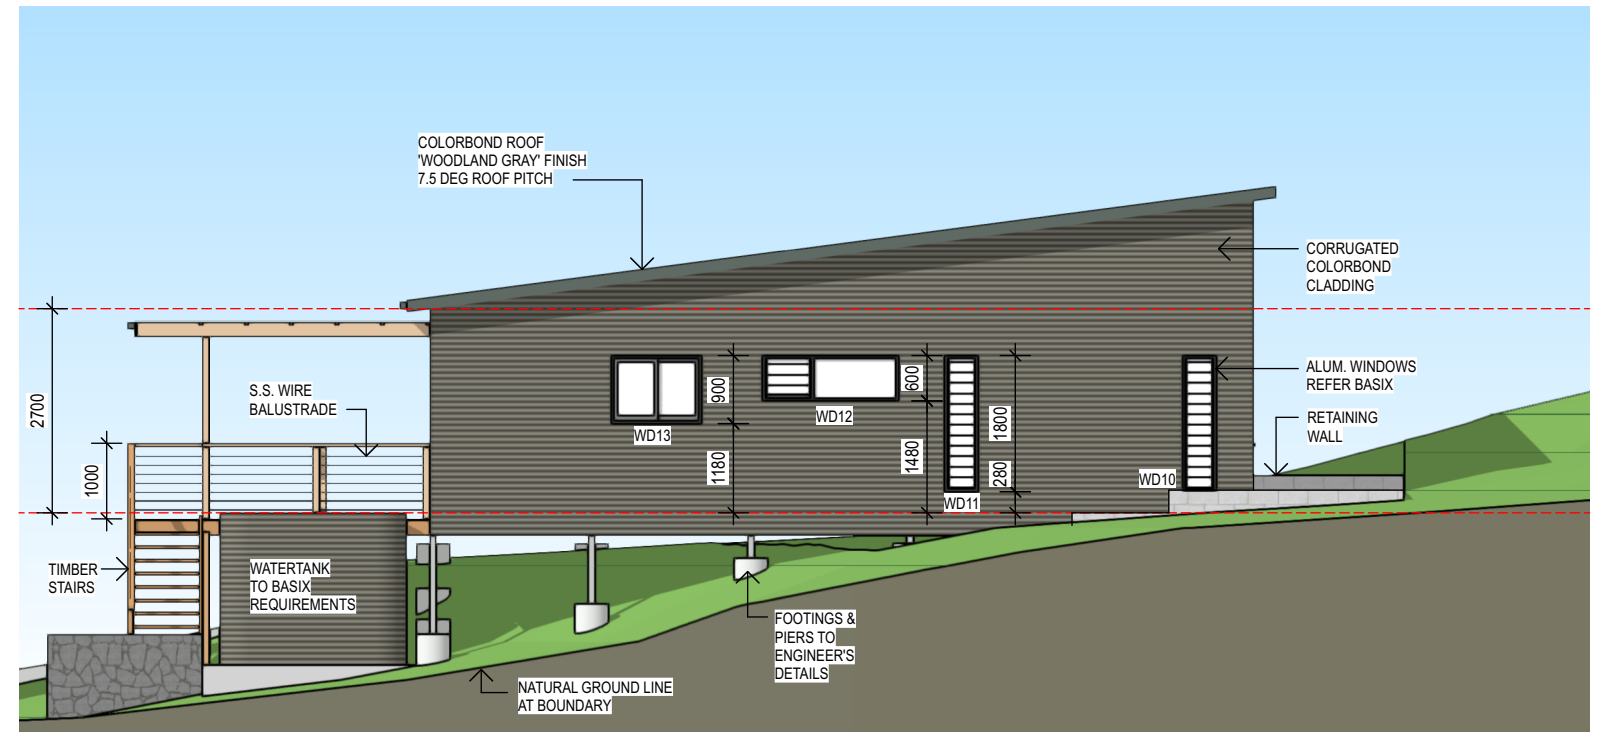 COLORBOND ROOF
'WOODLAND GRAY' FINISH
7.5 DEG ROOF PITCH
CORRUGATED
COLORBOND
CLADDING
2700
S.S. WIRE
BALUSTRADE
1000
900
1180
WD13
WD12
600
1480
1800
280
WD11
WD10
ALUM. WINDOWS
REFER BASIX
RETAINING
WALL
TIMBER
STAIRS
WATERTANK
TO BASIX
REQUIREMENTS
FOOTINGS &
PIERS TO
ENGINEER'S
DETAILS
NATURAL GROUND LINE
AT BOUNDARY